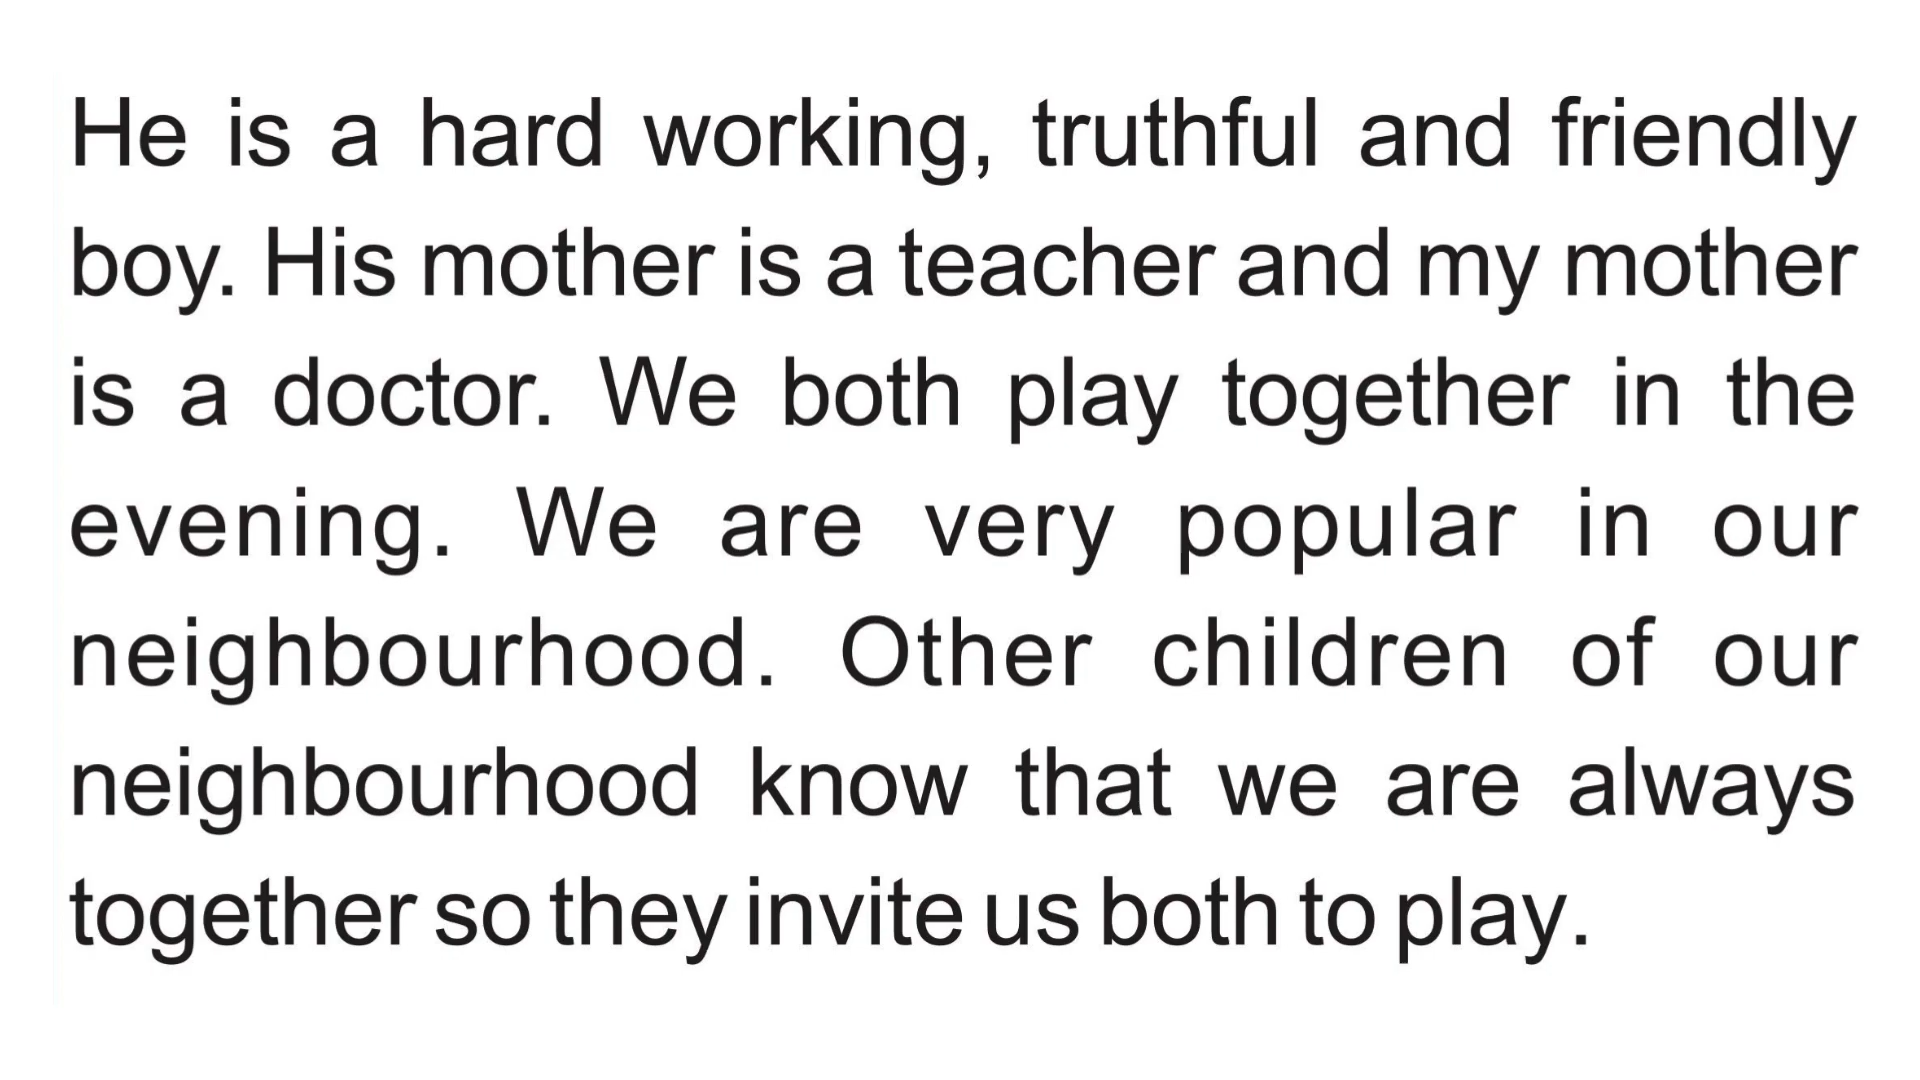 He is a hard working, truthful and friendly
boy. His mother is a teacher and my mother
is a doctor. We both play together in the
evening. We are very popular in our
neighbourhood. Other children of our
neighbourhood know that we are always
together so they invite us both to play.